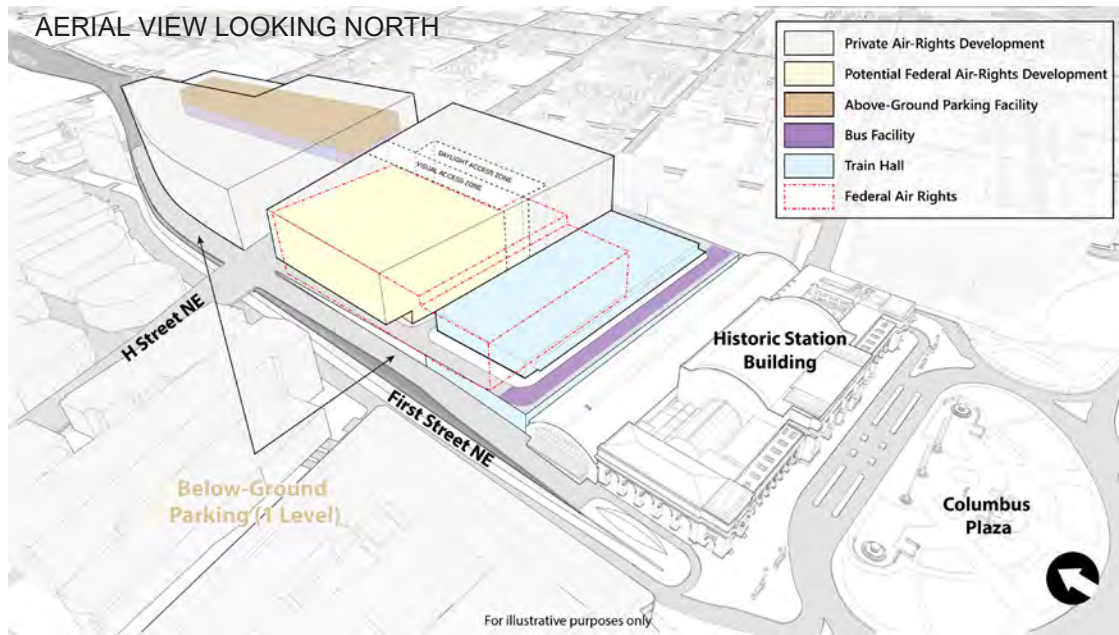 AERIAL VIEW LOOKING NORTH
Private Air-Rights Development
Potential Federal Air-Rights Development
Above-Ground Parking Facility
Bus Facility
Train Hall
Federal Air Rights
DAYLIGHT ACCESS ZONE
VISUAL ACCESS ZONE
H Street NE
First Street NE
Historic Station
Building
Below-Ground
Parking (1 Level)
Columbus
Plaza
For illustrative purposes only